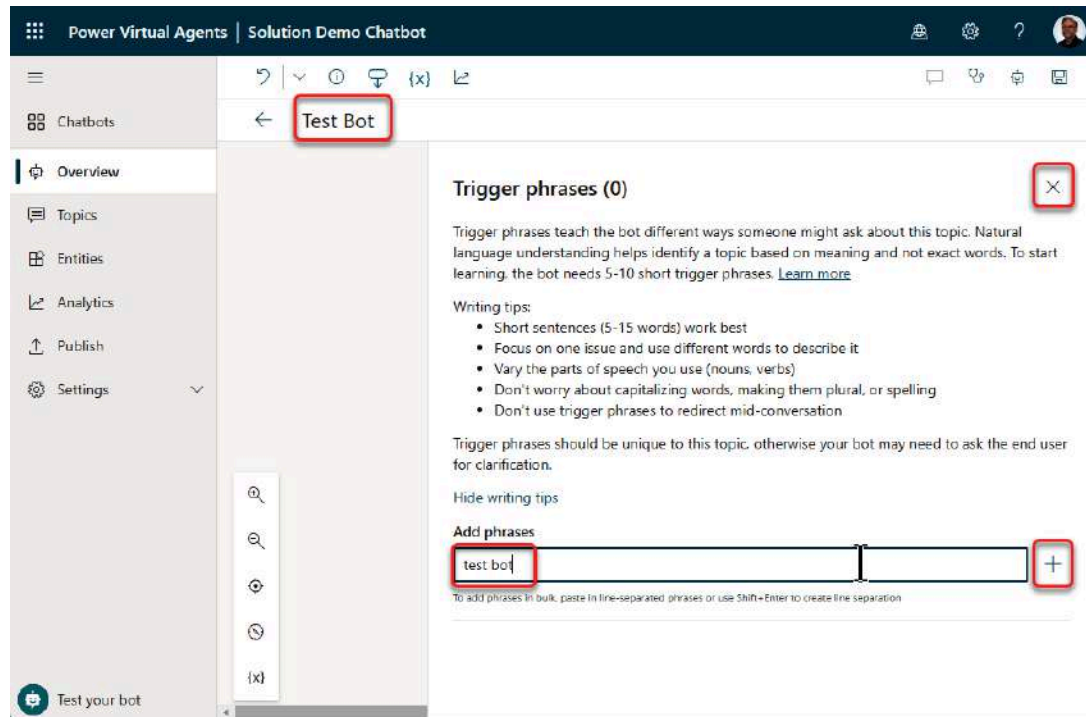 Power Virtual Agents | Solution Demo Chatbot
?
{x}
Chatbots
Test Bot
Overview
Topics
Entities
Analytics
Publish
Settings
Trigger phrases (0)
Trigger phrases teach the bot different ways someone might ask about this topic. Natural
language understanding helps identify a topic based on meaning and not exact words. To start
learning, the bot needs 5-10 short trigger phrases. Learn more
Writing tips:
• Short sentences (5-15 words) work best
• Focus on one issue and use different words to describe it
• Vary the parts of speech you use (nouns, verbs)
• Don't worry about capitalizing words, making them plural, or spelling
• Don't use trigger phrases to redirect mid-conversation
Trigger phrases should be unique to this topic, otherwise your bot may need to ask the end user
for clarification.
Hide writing tips
Add phrases
test bot
To add phrases in bulk, paste in line-separated phrases or use Shift+Enter to create line separation
{x}
Test your bot